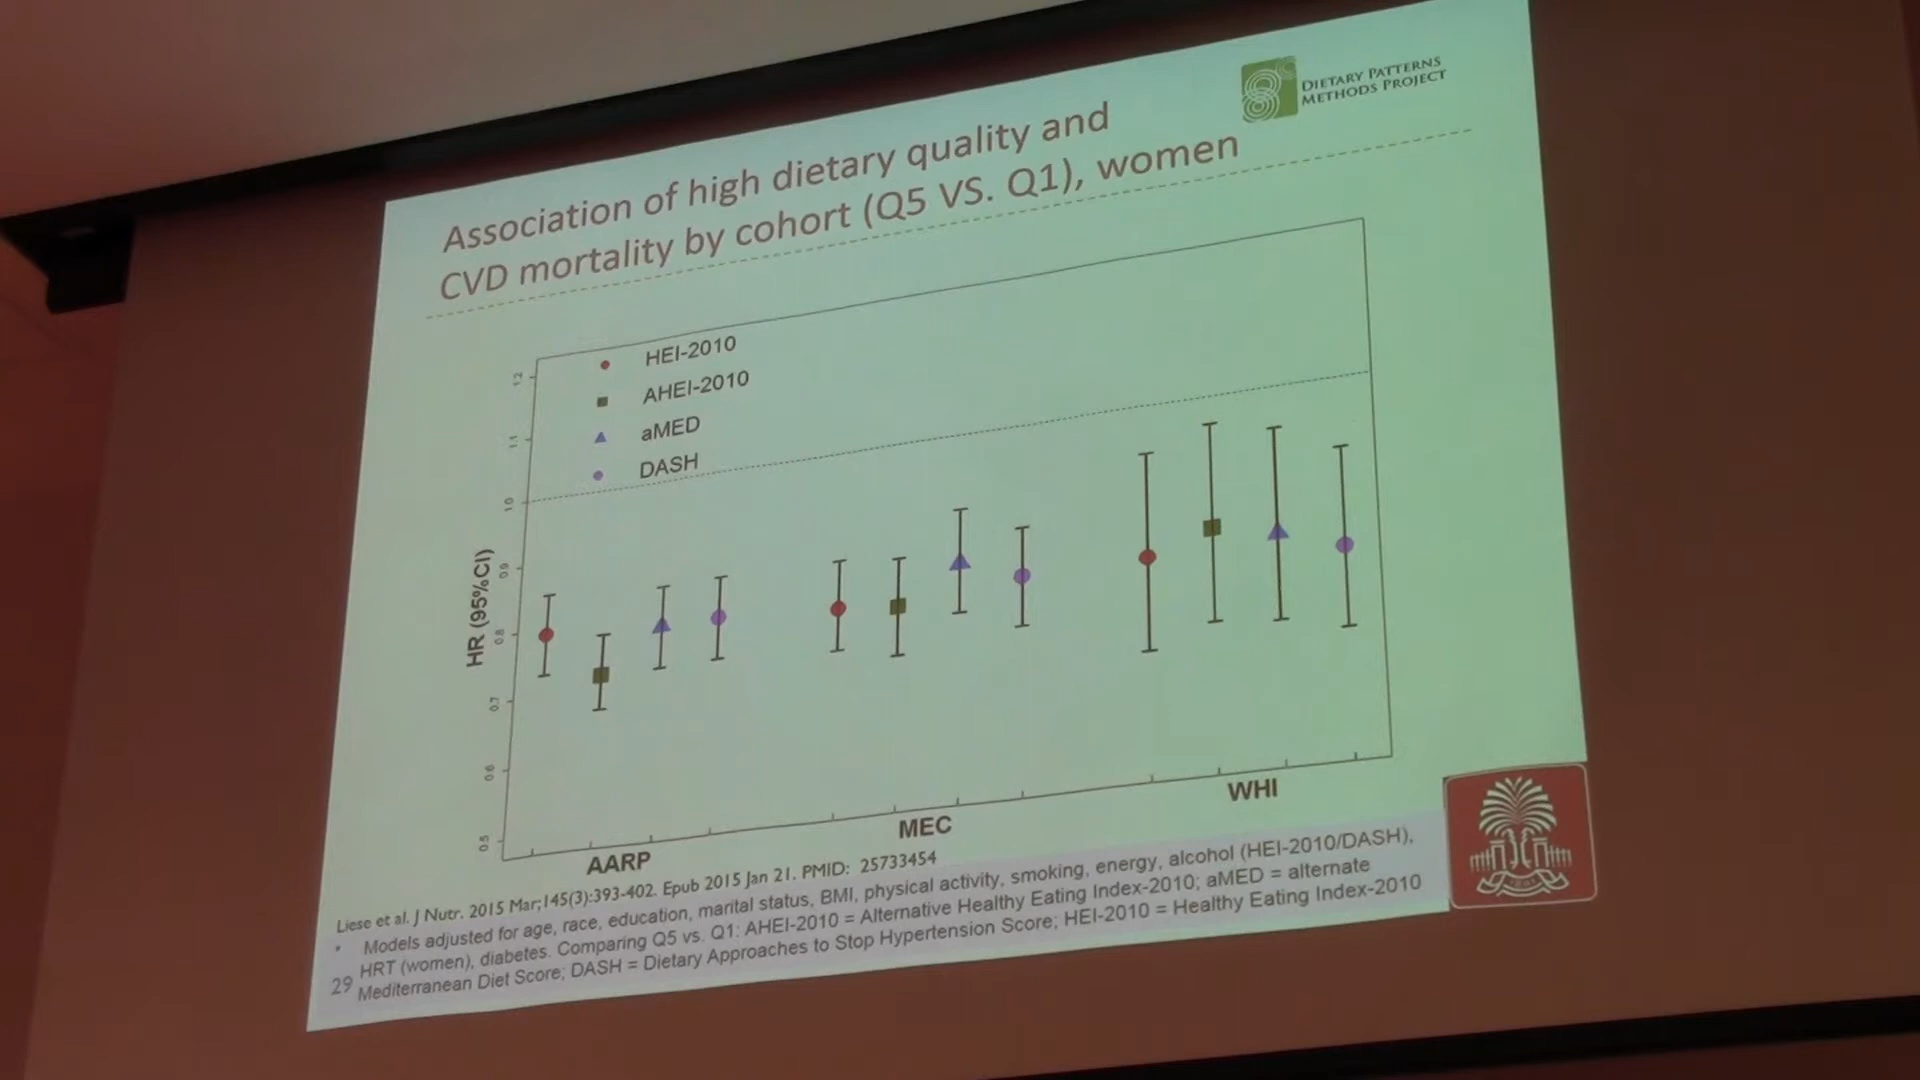 DIETARY PATTERNS
METHODS PROJECT
Association of high dietary quality and
CVD mortality by cohort (Q5 VS. Q1), women
HEI-2010
AHEI-2010
aMED
DASH
1.2
1.1
1.0
0.9
0.8
0.7
0.6
0.5
HR (95%CI)
AARP
MEC
WHI
Liese et al. J Nutr. 2015 Mar;145(3):393-402. Epub 2015 Jan 21. PMID: 25733454
• Models adjusted for age, race, education, marital status, BMI, physical activity, smoking, energy, alcohol (HEI-2010/DASH),
HRT (women), diabetes. Comparing Q5 vs. Q1: AHEI-2010 = Alternative Healthy Eating Index-2010; aMED = alternate
Mediterranean Diet Score; DASH = Dietary Approaches to Stop Hypertension Score; HEI-2010 = Healthy Eating Index-2010
29